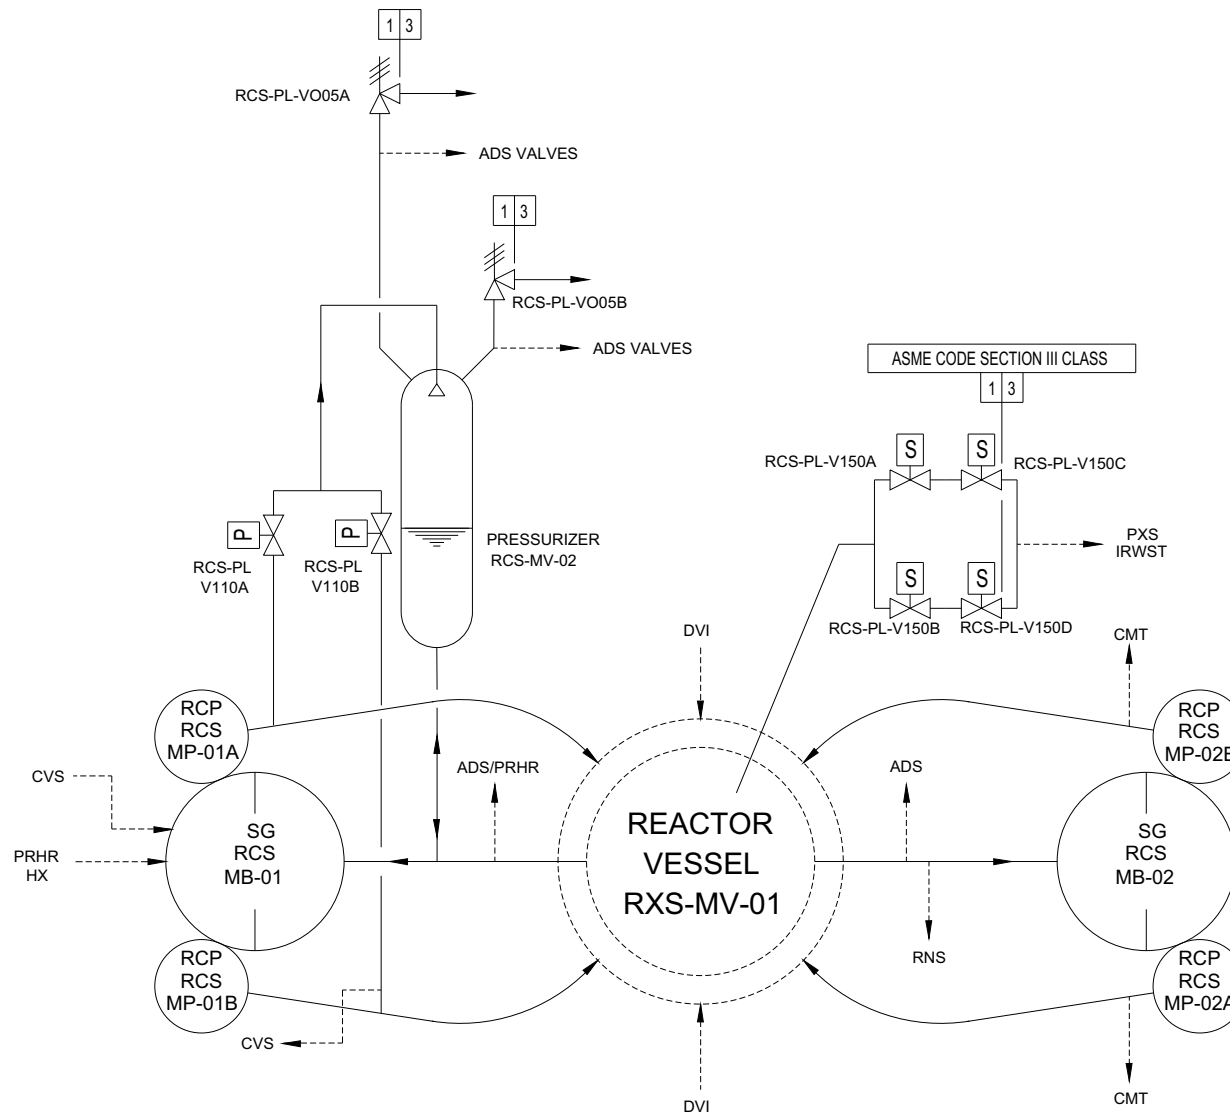 1 3
RCS-PL-VO05A
ADS VALVES
1 3
RCS-PL-VO05B
ADS VALVES
ASME CODE SECTION III CLASS
1 3
S
S
RCS-PL-V150A
RCS-PL-V150C
P
P
PRESSURIZER
RCS-MV-02
RCS-PL
V110A
RCS-PL
V110B
PXS
IRWST
S
S
RCS-PL-V150B
RCS-PL-V150D
DVI
CMT
RCP
RCS
MP-01A
RCP
RCS
MP-02B
CVS
ADS/PRHR
ADS
PRHR
HX
SG
RCS
MB-01
REACTOR
VESSEL
RXS-MV-01
SG
RCS
MB-02
RNS
RCP
RCS
MP-01B
RCP
RCS
MP-02A
CVS
DVI
CMT